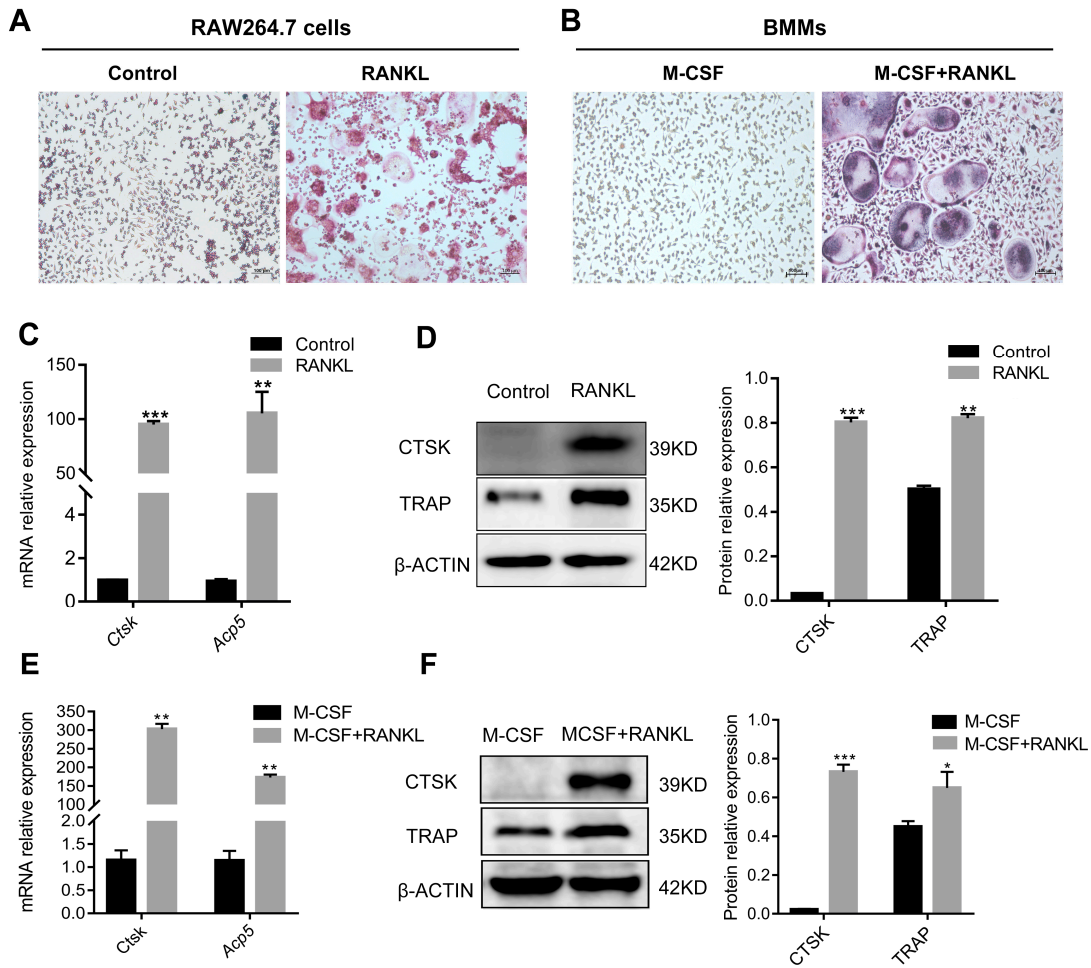 A
RAW264.7 cells
Control
RANKL
100 μm
100 μm
B
BMMs
M-CSF
M-CSF+RANKL
C
Control
RANKL
mRNA relative expression
150
100
50
4
2
0
***
**
Ctsk
Acp5
D
Control
RANKL
CTSK
39KD
TRAP
35KD
β-ACTIN
42KD
Control
RANKL
Protein relative expression
1.0
0.8
0.6
0.4
0.2
0.0
***
**
CTSK
TRAP
E
M-CSF
M-CSF+RANKL
mRNA relative expression
350
300
250
200
150
100
2.0
1.5
1.0
0.5
0.0
**
**
Ctsk
Acp5
F
M-CSF
MCSF+RANKL
CTSK
39KD
TRAP
35KD
β-ACTIN
42KD
M-CSF
M-CSF+RANKL
Protein relative expression
1.0
0.8
0.6
0.4
0.2
0.0
***
*
CTSK
TRAP